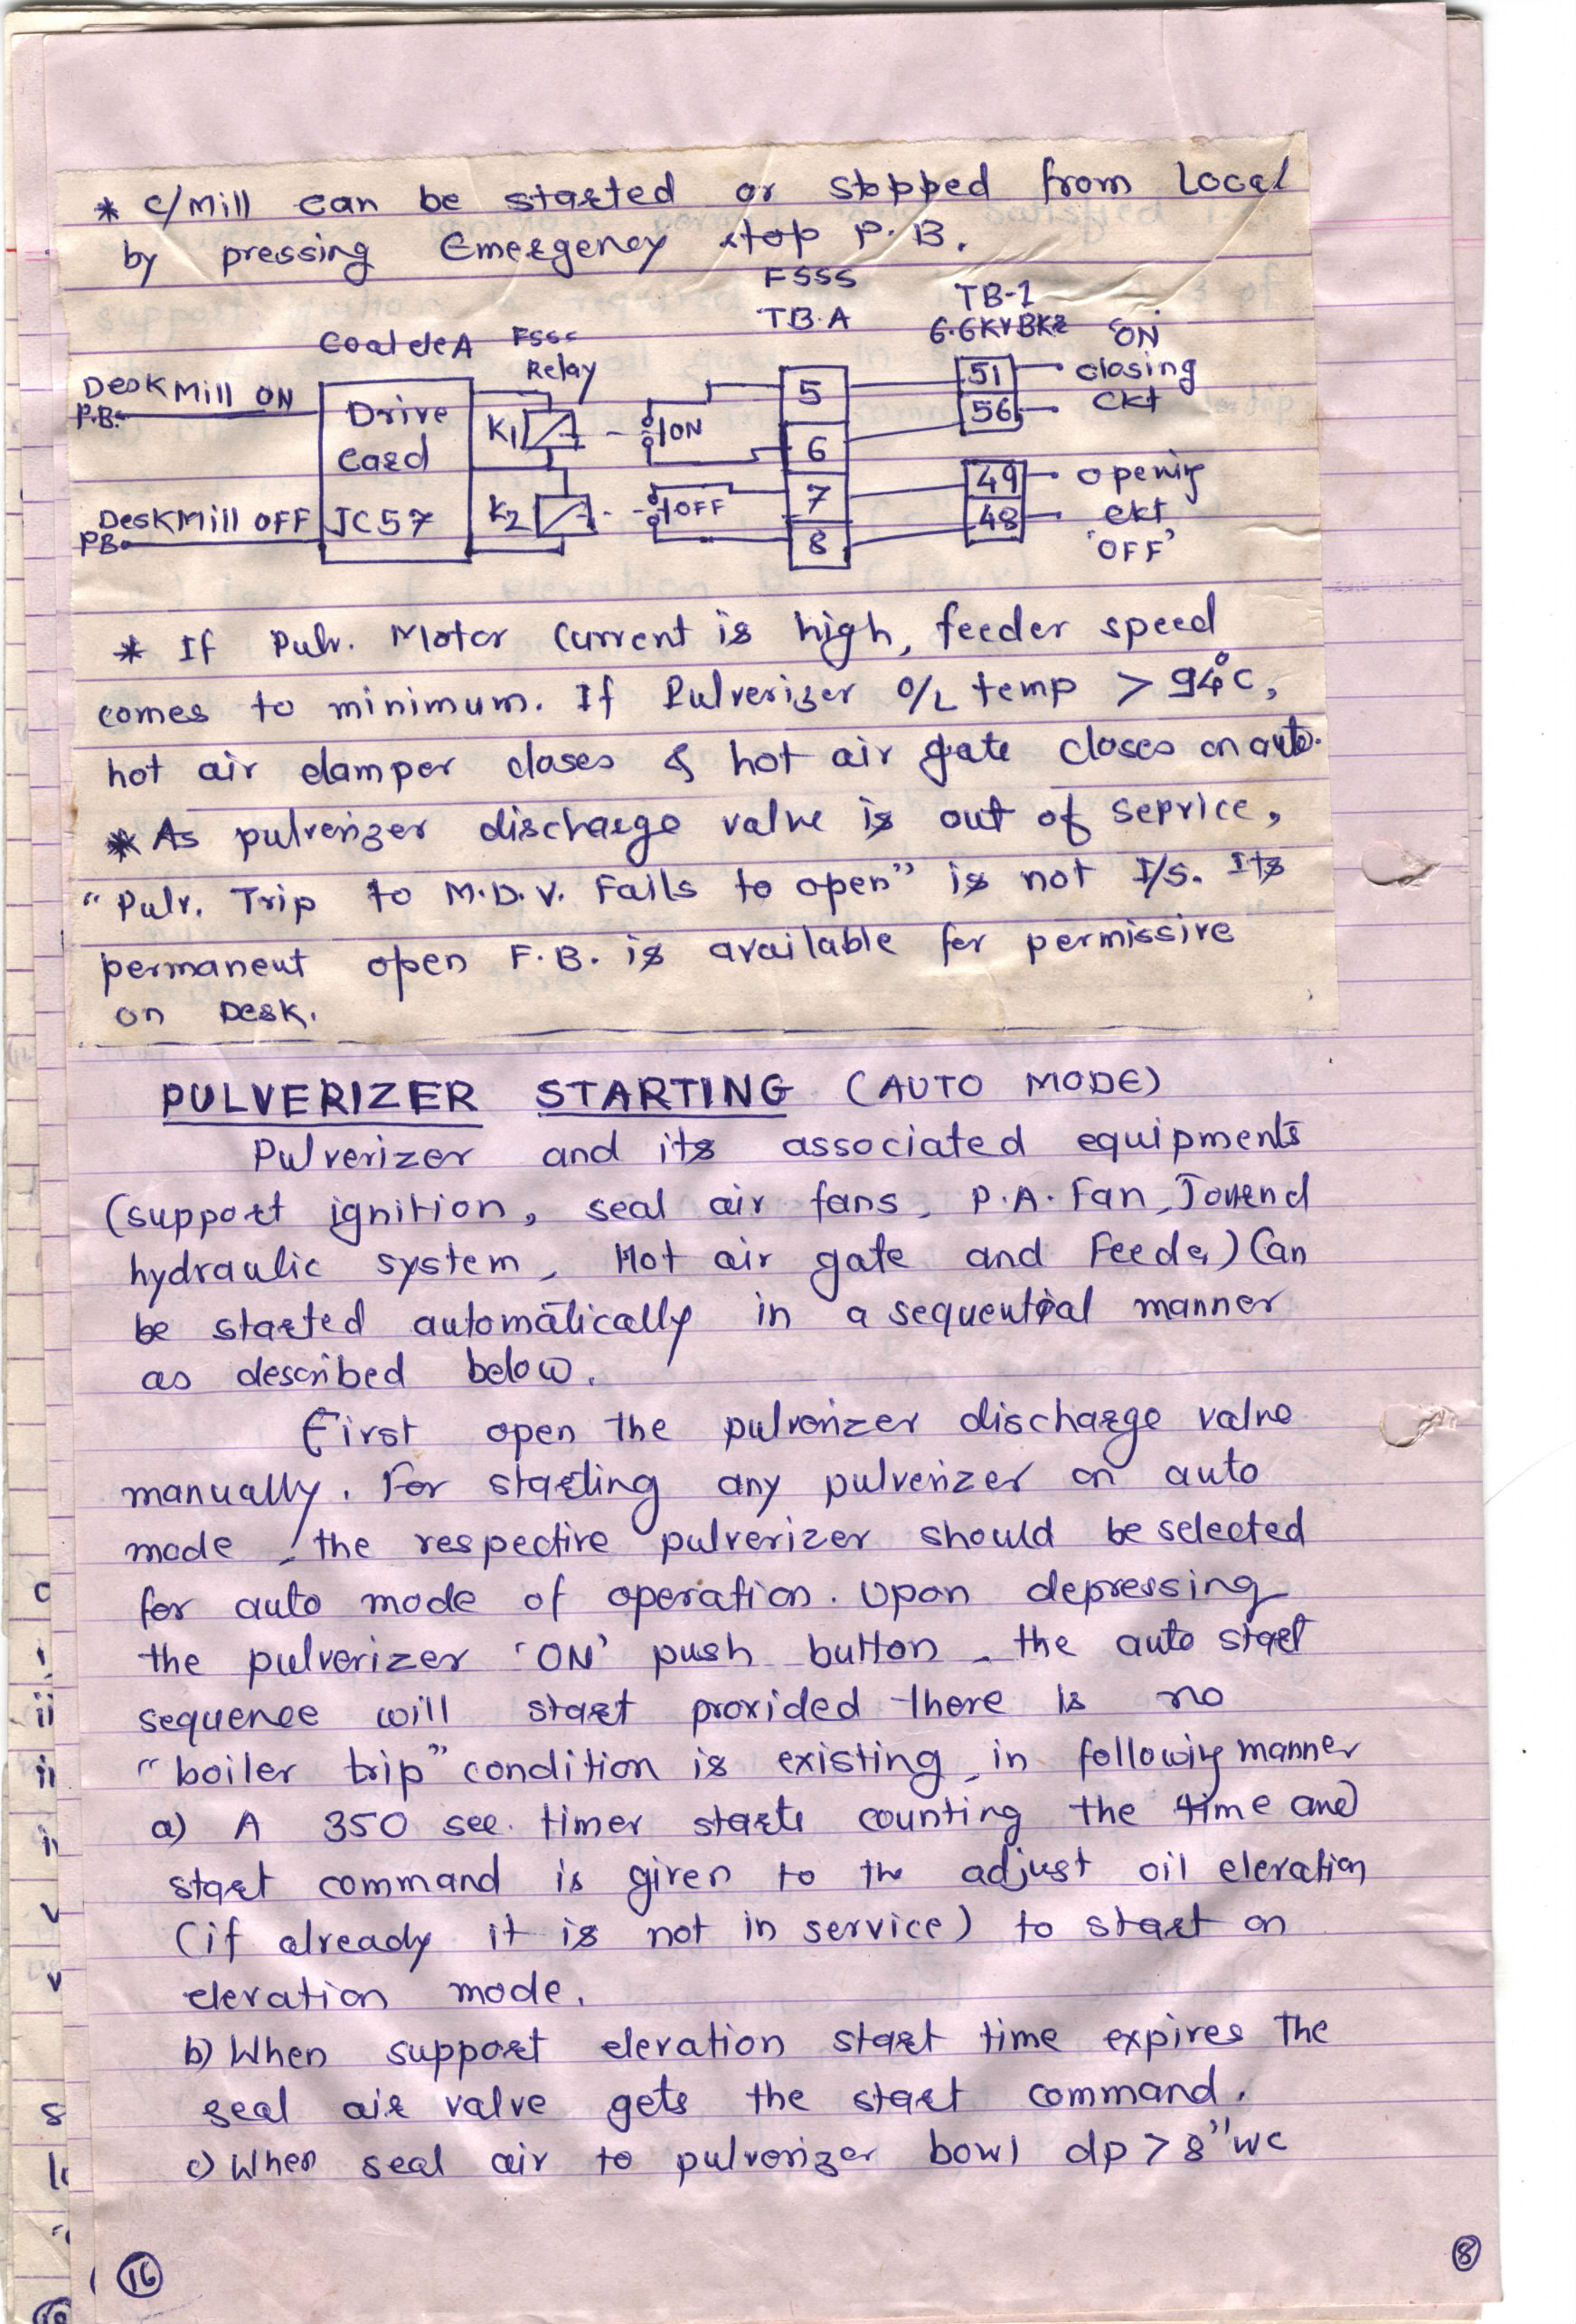 * C/Mill can be started or stopped from Local
by pressing Emergency stop P.B.
FSSS
TB-A
TB-1
6.6KV BKR
"ON"
closing
ckt
Coal ele A
FSSS
Relay
Desk Mill ON
P.B.
Drive
Card
JC57
K1
ON
5
6
51
56
Desk Mill OFF
PB
K2
OFF
7
8
49
48
opening
ckt
'OFF'
* If Pulv. Motor Current is high, feeder speed
comes to minimum. If Pulveriser O/L temp > 94°C,
hot air damper closes & hot air gate closes on auto.
* As pulverizer discharge valve is out of service,
"Pulv. Trip to M.D.V. Fails to open" is not I/S. Its
permanent open F.B. is available for permissive
on Desk.
PULVERIZER STARTING (AUTO MODE)
Pulverizer and its associated equipments
(support ignition, seal air fans, P.A. Fan,
hydraulic system, Hot air gate and Feeder) Can
be started automatically in a sequential manner
as described below.
First open the pulverizer discharge valve
manually. For starting any pulverizer on auto
mode, the respective pulverizer should be selected
for auto mode of operation. Upon depressing
the pulverizer 'ON' push button, the auto start
sequence will start provided there is no
"boiler trip" condition is existing, in following manner
a) A 350 sec. timer starts counting the time and
start command is given to the adjust oil elevation
(if already it is not in service) to start on
elevation mode.
b) When support elevation start time expires the
seal air valve gets the start command.
c) When seal air to pulverizer bowl dp > 8"wc
16
8